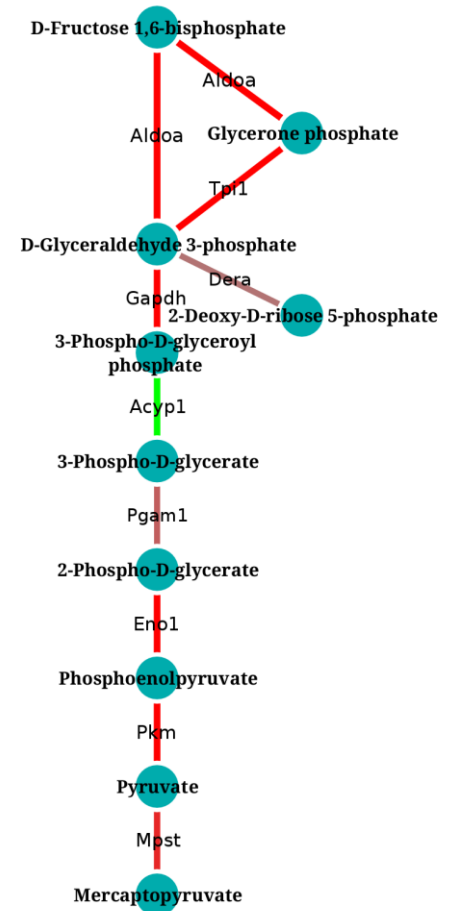 D-Fructose 1,6-bisphosphate
Aldoa
Glycerone phosphate
Aldoa
Tpi1
D-Glyceraldehyde 3-phosphate
Dera
Gapdh
2-Deoxy-D-ribose 5-phosphate
3-Phospho-D-glyceroyl
phosphate
Acyp1
3-Phospho-D-glycerate
Pgam1
2-Phospho-D-glycerate
Eno1
Phosphoenolpyruvate
Pkm
Pyruvate
Mpst
Mercaptopyruvate